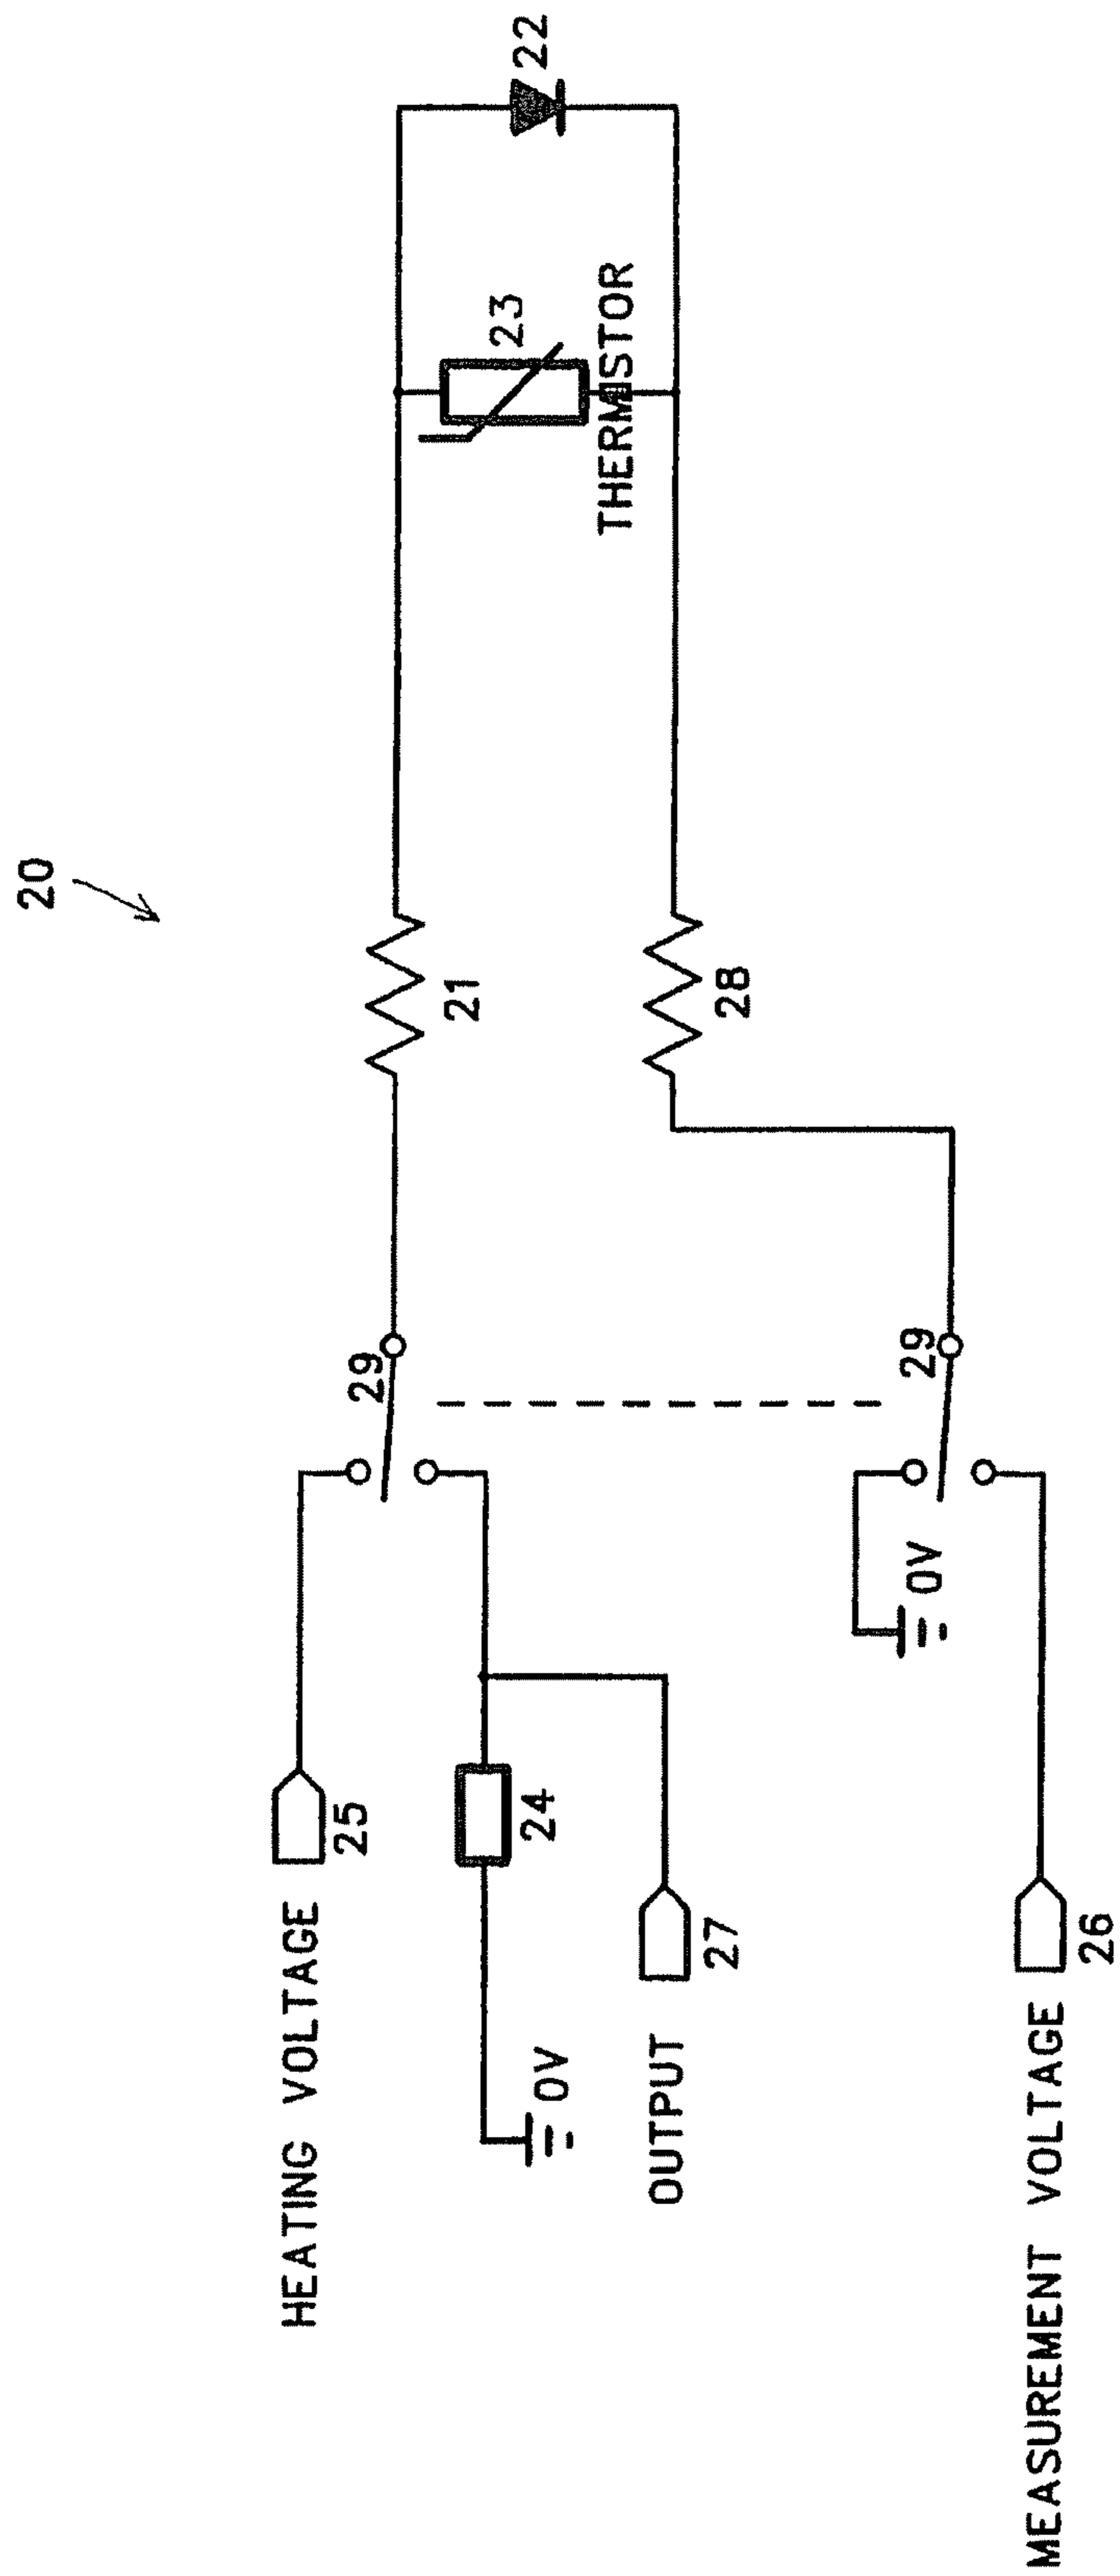 20
HEATING VOLTAGE
25
29
21
23
22
THERMISTOR
24
0V
OUTPUT
27
28
29
0V
MEASUREMENT VOLTAGE
26